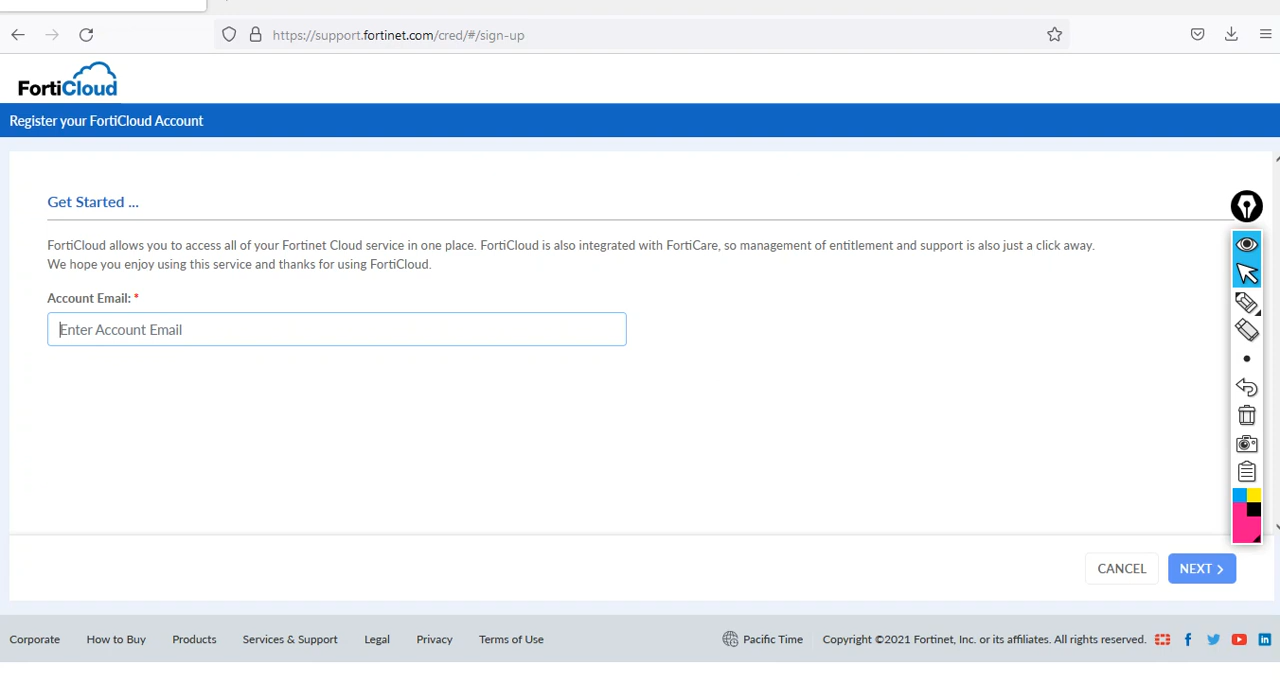 https://support.fortinet.com/cred/#/sign-up
FortiCloud
Register your FortiCloud Account
Get Started ...
FortiCloud allows you to access all of your Fortinet Cloud service in one place. FortiCloud is also integrated with FortiCare, so management of entitlement and support is also just a click away.
We hope you enjoy using this service and thanks for using FortiCloud.
Account Email: *
Enter Account Email
CANCEL NEXT
Corporate How to Buy Products Services & Support Legal Privacy Terms of Use Pacific Time Copyright ©2021 Fortinet, Inc. or its affiliates. All rights reserved.